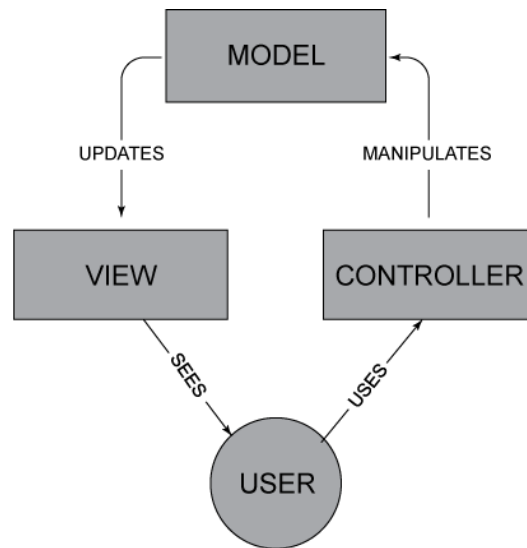 MODEL
UPDATES
MANIPULATES
VIEW
CONTROLLER
SEES
USES
USER